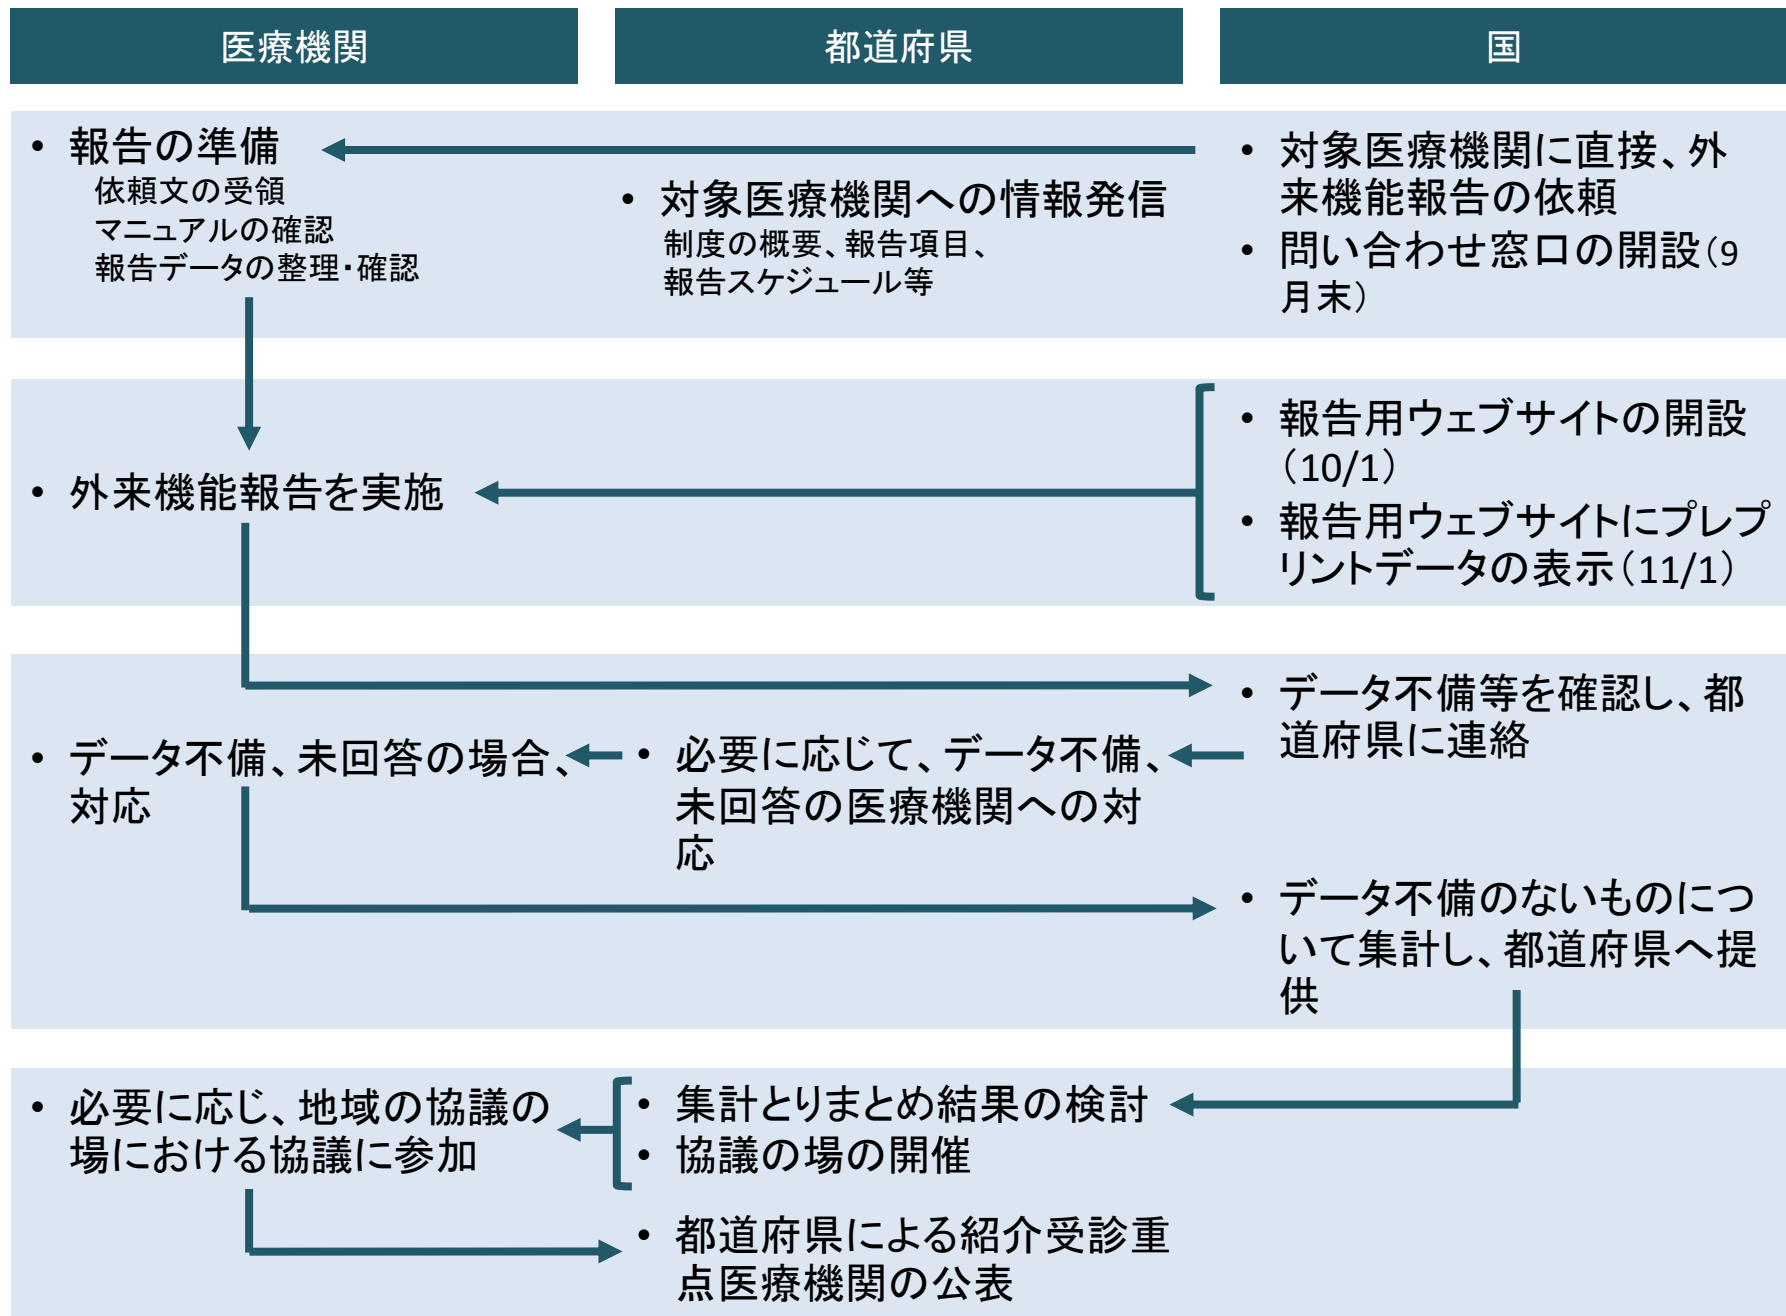 医療機関
都道府県
国
• 報告の準備
依頼文の受領
マニュアルの確認
報告データの整理・確認
• 対象医療機関への情報発信
制度の概要、報告項目、
報告スケジュール等
• 対象医療機関に直接、外
来機能報告の依頼
• 問い合わせ窓口の開設（9
月末）
• 外来機能報告を実施
• 報告用ウェブサイトの開設
（10/1）
• 報告用ウェブサイトにプレプ
リントデータの表示（11/1）
• データ不備、未回答の場合、
対応
• 必要に応じて、データ不備、
未回答の医療機関への対
応
• データ不備等を確認し、都
道府県に連絡
• データ不備のないものにつ
いて集計し、都道府県へ提
供
• 必要に応じ、地域の協議の
場における協議に参加
• 集計とりまとめ結果の検討
• 協議の場の開催
• 都道府県による紹介受診重
点医療機関の公表